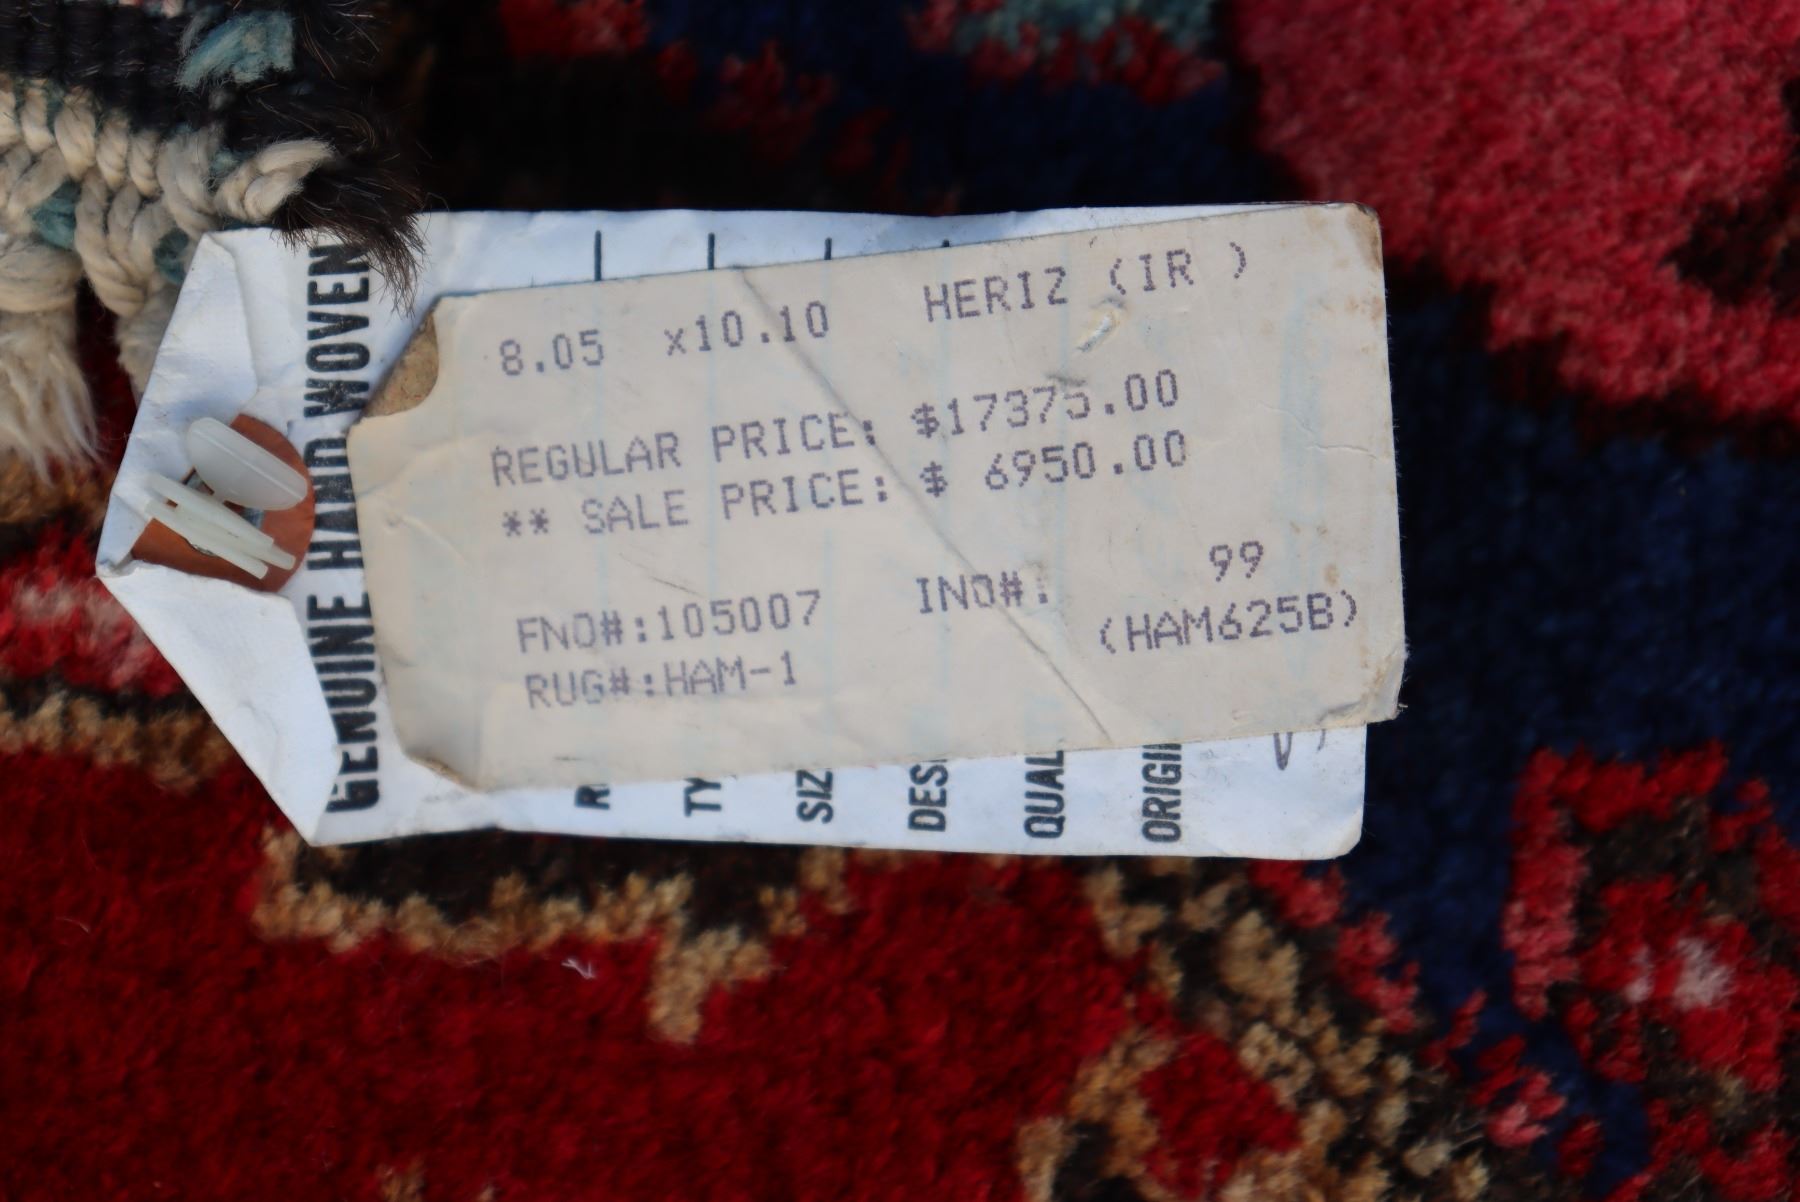 8.05 x10.10 HERIZ (IR )
REGULAR PRICE: $17375.00
** SALE PRICE: $ 6950.00
FNO#:105007 INO#: 99
RUG#:HAM-1 (HAM625B)
GENUINE HAND WOVEN